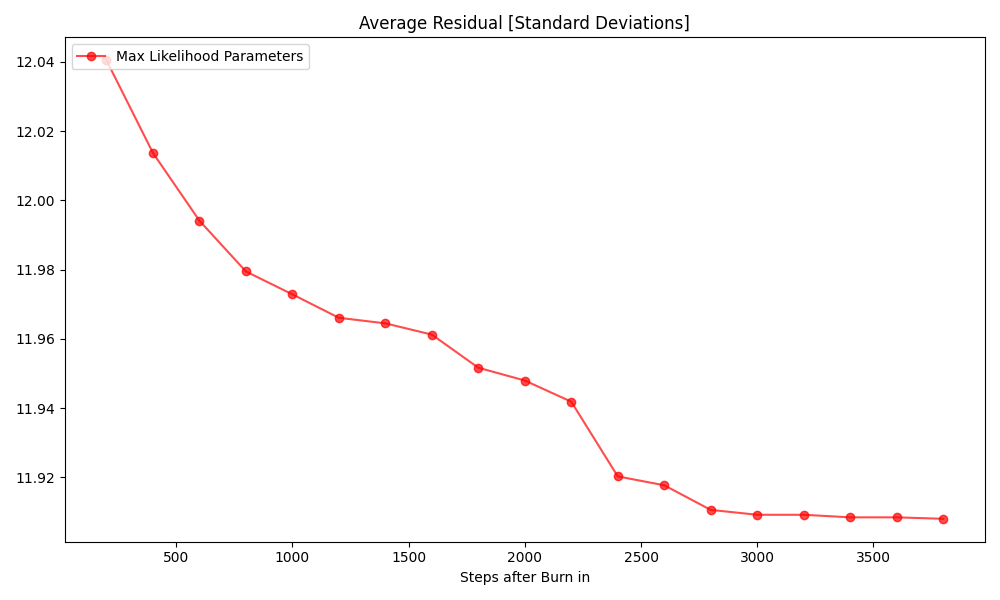 Average Residual [Standard Deviations]
Max Likelihood Parameters
12.04
12.02
12.00
11.98
11.96
11.94
11.92
500 1000 1500 2000 2500 3000 3500
Steps after Burn in